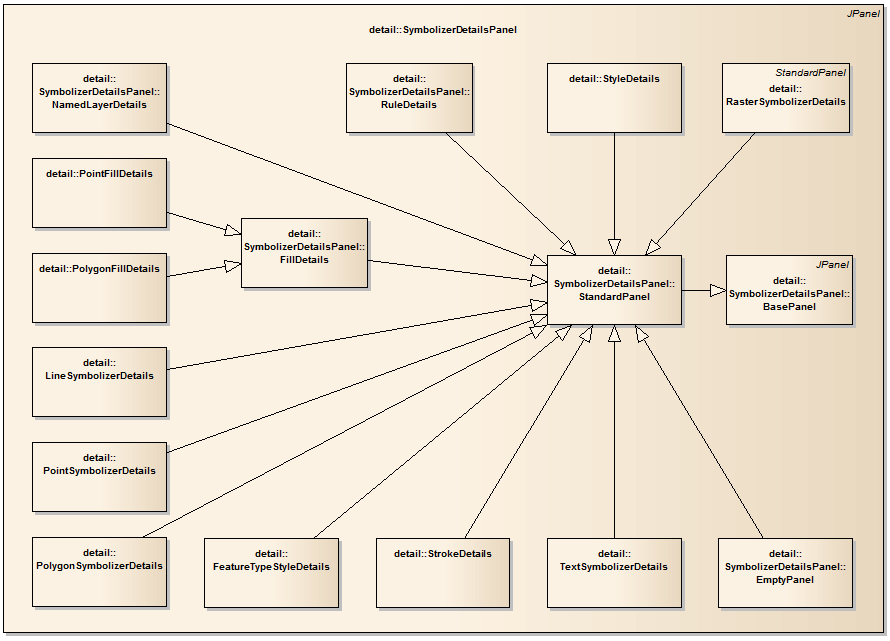 JPanel
detail::SymbolizerDetailsPanel
detail::
SymbolizerDetailsPanel::
NamedLayerDetails
detail::
SymbolizerDetailsPanel::
RuleDetails
detail::StyleDetails
StandardPanel
detail::
RasterSymbolizerDetails
detail::PointFillDetails
detail::
SymbolizerDetailsPanel::
FillDetails
detail::PolygonFillDetails
detail::
SymbolizerDetailsPanel::
StandardPanel
JPanel
detail::
SymbolizerDetailsPanel::
BasePanel
detail::
LineSymbolizerDetails
detail::
PointSymbolizerDetails
detail::
PolygonSymbolizerDetails
detail::
FeatureTypeStyleDetails
detail::StrokeDetails
detail::
TextSymbolizerDetails
detail::
SymbolizerDetailsPanel::
EmptyPanel